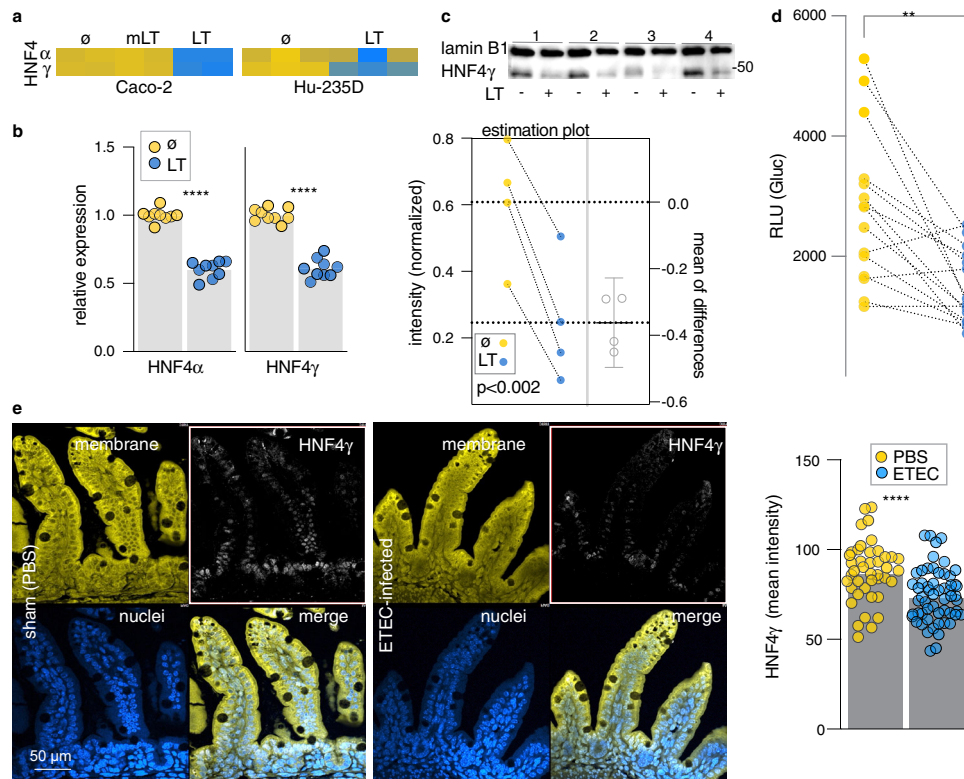 a
HNF4
α
γ
ø mLT LT
Caco-2
ø LT
Hu-235D
b
ø
LT
relative expression
1.5
1.0
0.5
0.0
****
****
HNF4α
HNF4γ
c
1 2 3 4
lamin B1
HNF4γ
-50
LT - + - + - + - +
estimation plot
intensity (normalized)
0.8
0.6
0.4
0.2
0.0
-0.2
-0.4
-0.6
mean of differences
ø
LT
p<0.002
d
**
RLU (Gluc)
6000
4000
2000
e
sham (PBS)
membrane
HNF4γ
nuclei
merge
50 µm
ETEC-infected
membrane
HNF4γ
nuclei
merge
PBS
ETEC
****
HNF4γ (mean intensity)
150
100
50
0